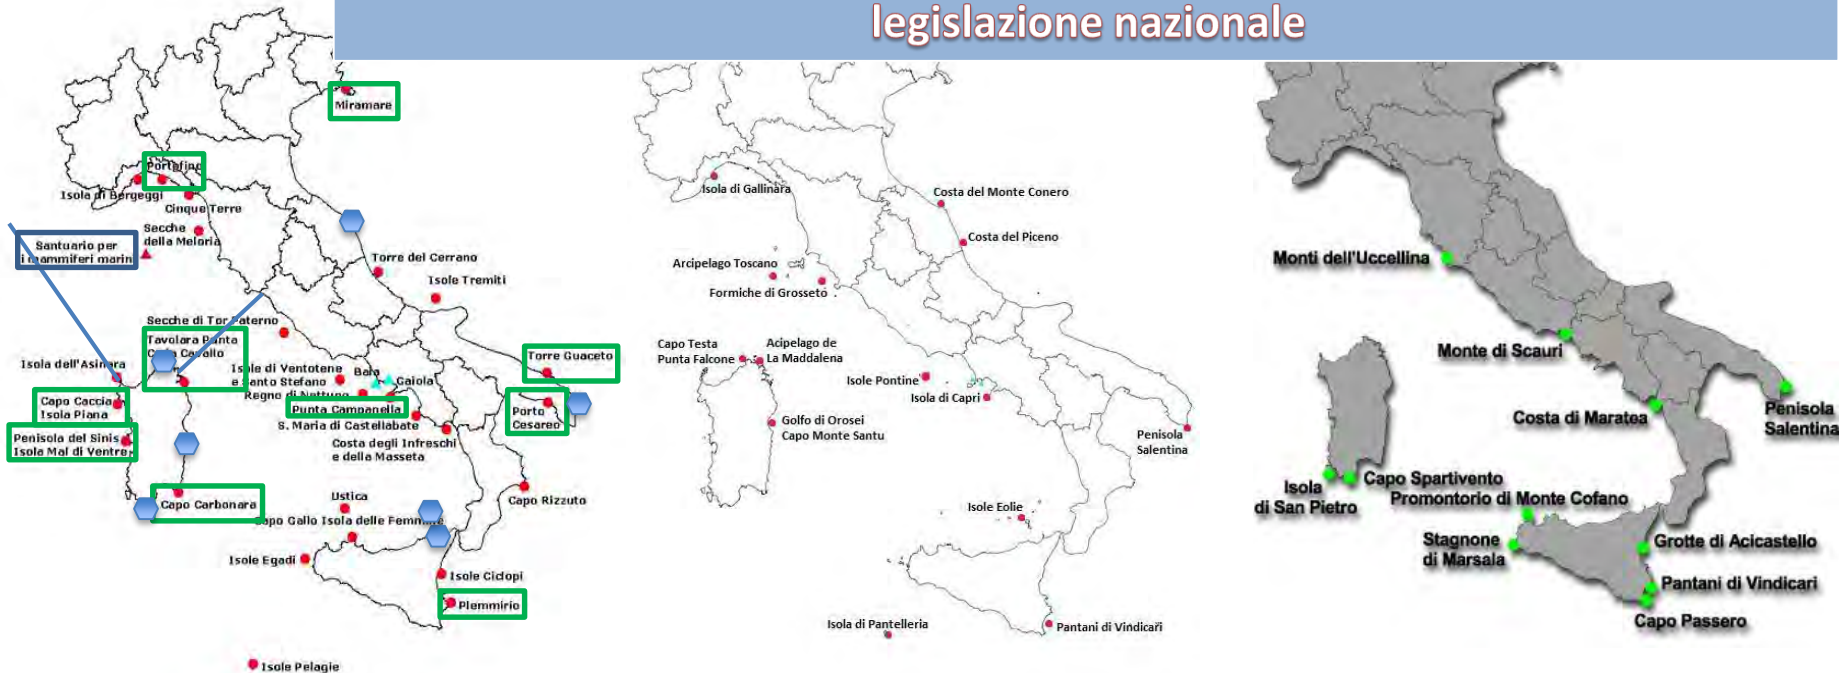 legislazione nazionale
Miramare
Portofino
Isola di Bergeggi
Cinque Terre
Secche
della Meloria
Santuario per
i mammiferi marin
Torre del Cerrano
Isole Tremiti
Secche di Tor Paterno
Tavolara Punta
Coda Cavallo
Isola dell'Asinara
Isole di Ventotene
e Santo Stefano
Baia
Gaiola
Regno di Nettuno
Torre Guaceto
Capo Caccia
Isola Piana
Punta Campanella
Porto
Cesareo
S. Maria di Castellabate
Penisola del Sinis
Isola Mal di Ventre
Costa degli Infreschi
e della Masseta
Capo Carbonara
Capo Rizzuto
Ustica
Capo Gallo Isola delle Femmine
Isole Egadi
Isole Ciclopi
Plemmirio
Isole Pelagie
Isola di Gallinara
Costa del Monte Conero
Costa del Piceno
Arcipelago Toscano
Formiche di Grosseto
Capo Testa
Punta Falcone
Acipelago de
La Maddalena
Isole Pontine
Isola di Capri
Golfo di Orosei
Capo Monte Santu
Penisola
Salentina
Isole Eolie
Isola di Pantelleria
Pantani di Vindicari
Monti dell'Uccellina
Monte di Scauri
Costa di Maratea
Penisola
Salentina
Isola
di San Pietro
Capo Spartivento
Promontorio di Monte Cofano
Stagnone
di Marsala
Grotte di Acicastello
Pantani di Vindicari
Capo Passero